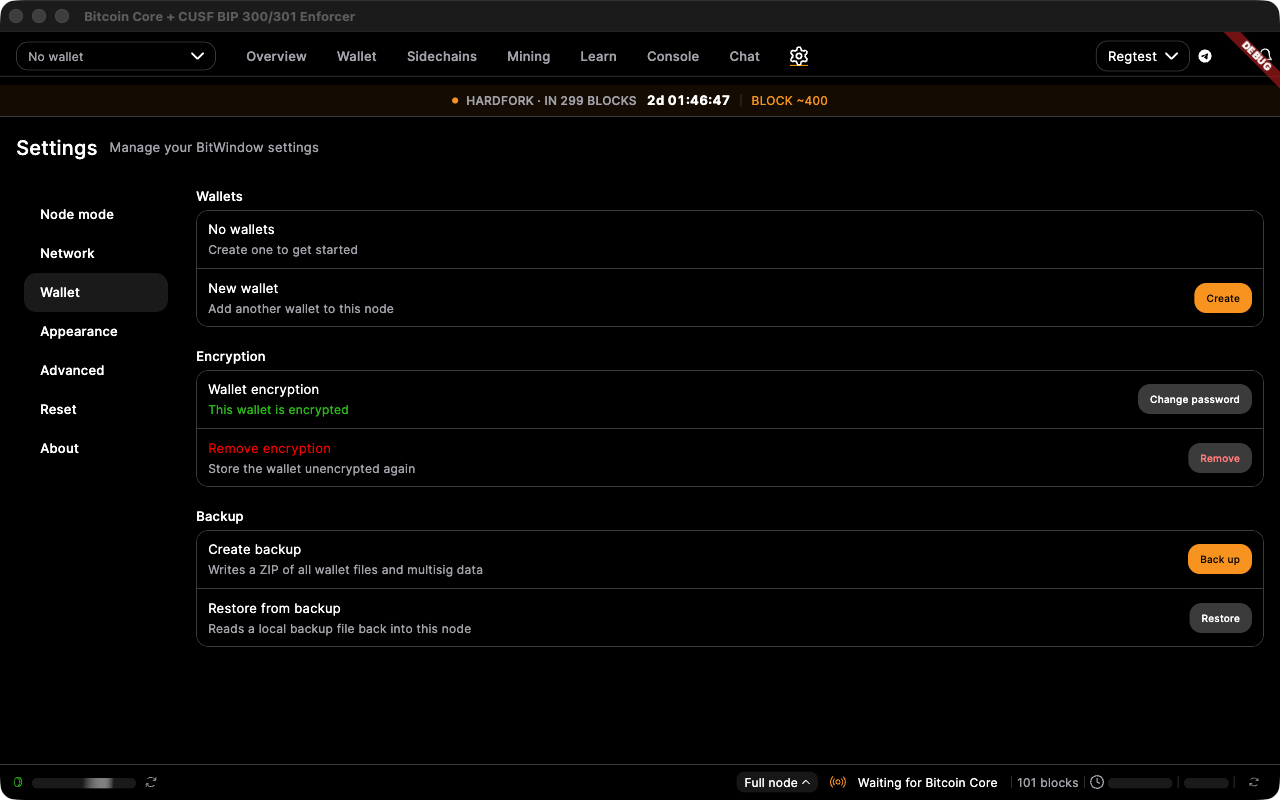 Bitcoin Core + CUSF BIP 300/301 Enforcer
No wallet
Overview
Wallet
Sidechains
Mining
Learn
Console
Chat
Regtest
DEBUG
HARDFORK · IN 299 BLOCKS 2d 01:46:47 BLOCK ~400
Settings Manage your BitWindow settings
Node mode
Network
Wallet
Appearance
Advanced
Reset
About
Wallets
No wallets
Create one to get started
New wallet
Add another wallet to this node
Create
Encryption
Wallet encryption
This wallet is encrypted
Change password
Remove encryption
Store the wallet unencrypted again
Remove
Backup
Create backup
Writes a ZIP of all wallet files and multisig data
Back up
Restore from backup
Reads a local backup file back into this node
Restore
Full node
Waiting for Bitcoin Core
101 blocks